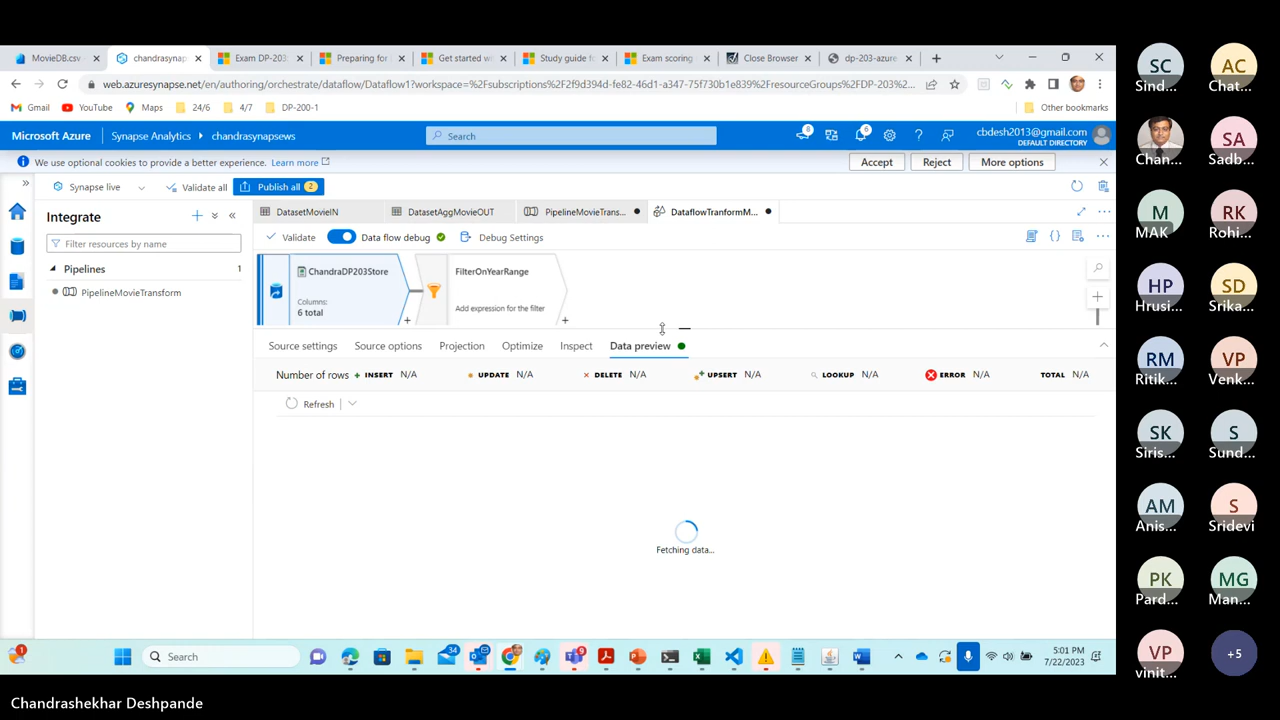 MovieDB.csv
chandrasynap
Exam DP-203:
Preparing for
Get started wi
Study guide fo
Exam scoring
Close Browser
dp-203-azure
web.azuresynapse.net/en/authoring/orchestrate/dataflow/Dataflow1?workspace=%2Fsubscriptions%2F2f9d394d-fe82-46d1-a347-75f730b1e839%2FresourceGroups%2FDP-203%2...
Gmail
YouTube
Maps
24/6
4/7
DP-200-1
Other bookmarks
Microsoft Azure
Synapse Analytics
chandrasynapsews
Search
8
6
cbdesh2013@gmail.com
DEFAULT DIRECTORY
We use optional cookies to provide a better experience. Learn more
Accept
Reject
More options
Synapse live
Validate all
Publish all 2
Integrate
Filter resources by name
Pipelines 1
PipelineMovieTransform
DatasetMovieIN
DatasetAggMovieOUT
PipelineMovieTrans...
DataflowTranformM...
Validate
Data flow debug
Debug Settings
ChandraDP203Store
Columns:
6 total
FilterOnYearRange
Add expression for the filter
Source settings
Source options
Projection
Optimize
Inspect
Data preview
Number of rows
INSERT N/A
UPDATE N/A
DELETE N/A
UPSERT N/A
LOOKUP N/A
ERROR N/A
TOTAL N/A
Refresh
Fetching data...
Search
34
9
1
5:01 PM
7/22/2023
SC
Sind...
AC
Chat...
Chan...
SA
Sadb...
M
MAK
RK
Rohi...
HP
Hrusi...
SD
Srika...
RM
Ritik...
VP
Venk...
SK
Siris...
S
Sund...
AM
Anis...
S
Sridevi
PK
Pard...
MG
Man...
VP
vinit...
+5
Chandrashekhar Deshpande